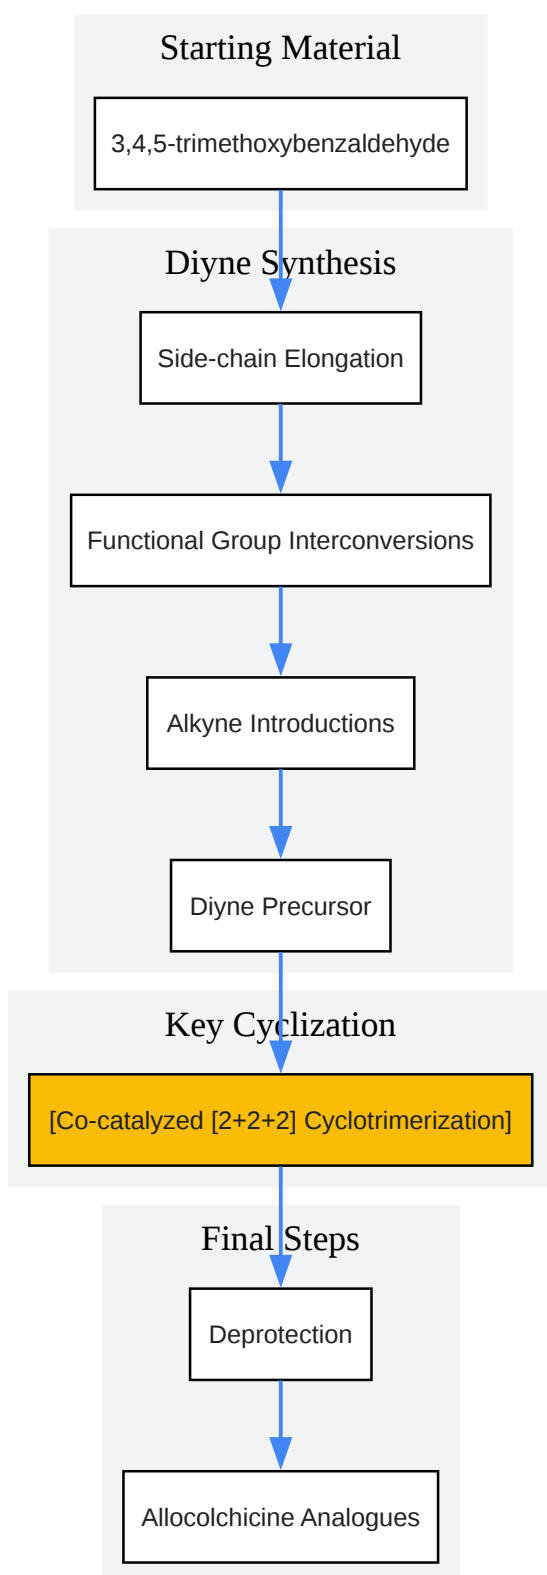 Starting Material
3,4,5-trimethoxybenzaldehyde
Diyne Synthesis
Side-chain Elongation
Functional Group Interconversions
Alkyne Introductions
Diyne Precursor
Key Cyclization
[Co-catalyzed [2+2+2] Cyclotrimerization]
Final Steps
Deprotection
Allocolchicine Analogues